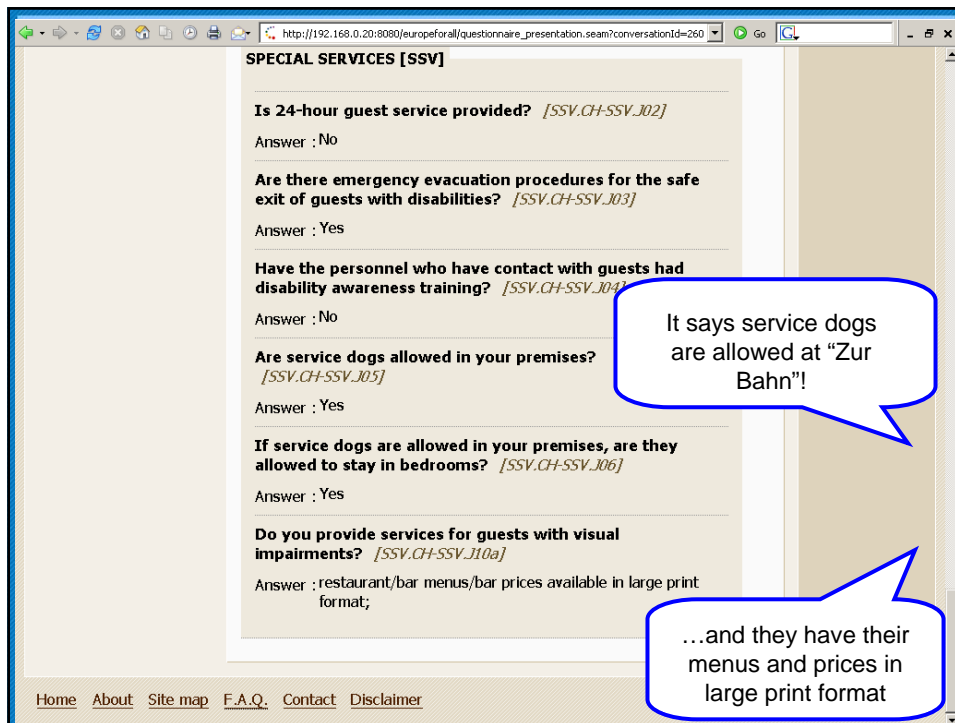 http://192.168.0.20:8080/europeforall/questionnaire_presentation.seam?conversationId=260
Go
G
SPECIAL SERVICES [SSV]
Is 24-hour guest service provided? [SSV.CH-SSV.J02]
Answer : No
Are there emergency evacuation procedures for the safe
exit of guests with disabilities? [SSV.CH-SSV.J03]
Answer : Yes
Have the personnel who have contact with guests had
disability awareness training? [SSV.CH-SSV.J04]
Answer : No
Are service dogs allowed in your premises?
[SSV.CH-SSV.J05]
Answer : Yes
It says service dogs
are allowed at “Zur
Bahn”!
If service dogs are allowed in your premises, are they
allowed to stay in bedrooms? [SSV.CH-SSV.J06]
Answer : Yes
Do you provide services for guests with visual
impairments? [SSV.CH-SSV.J10a]
Answer : restaurant/bar menus/bar prices available in large print
format;
…and they have their
menus and prices in
large print format
Home About Site map F.A.Q. Contact Disclaimer